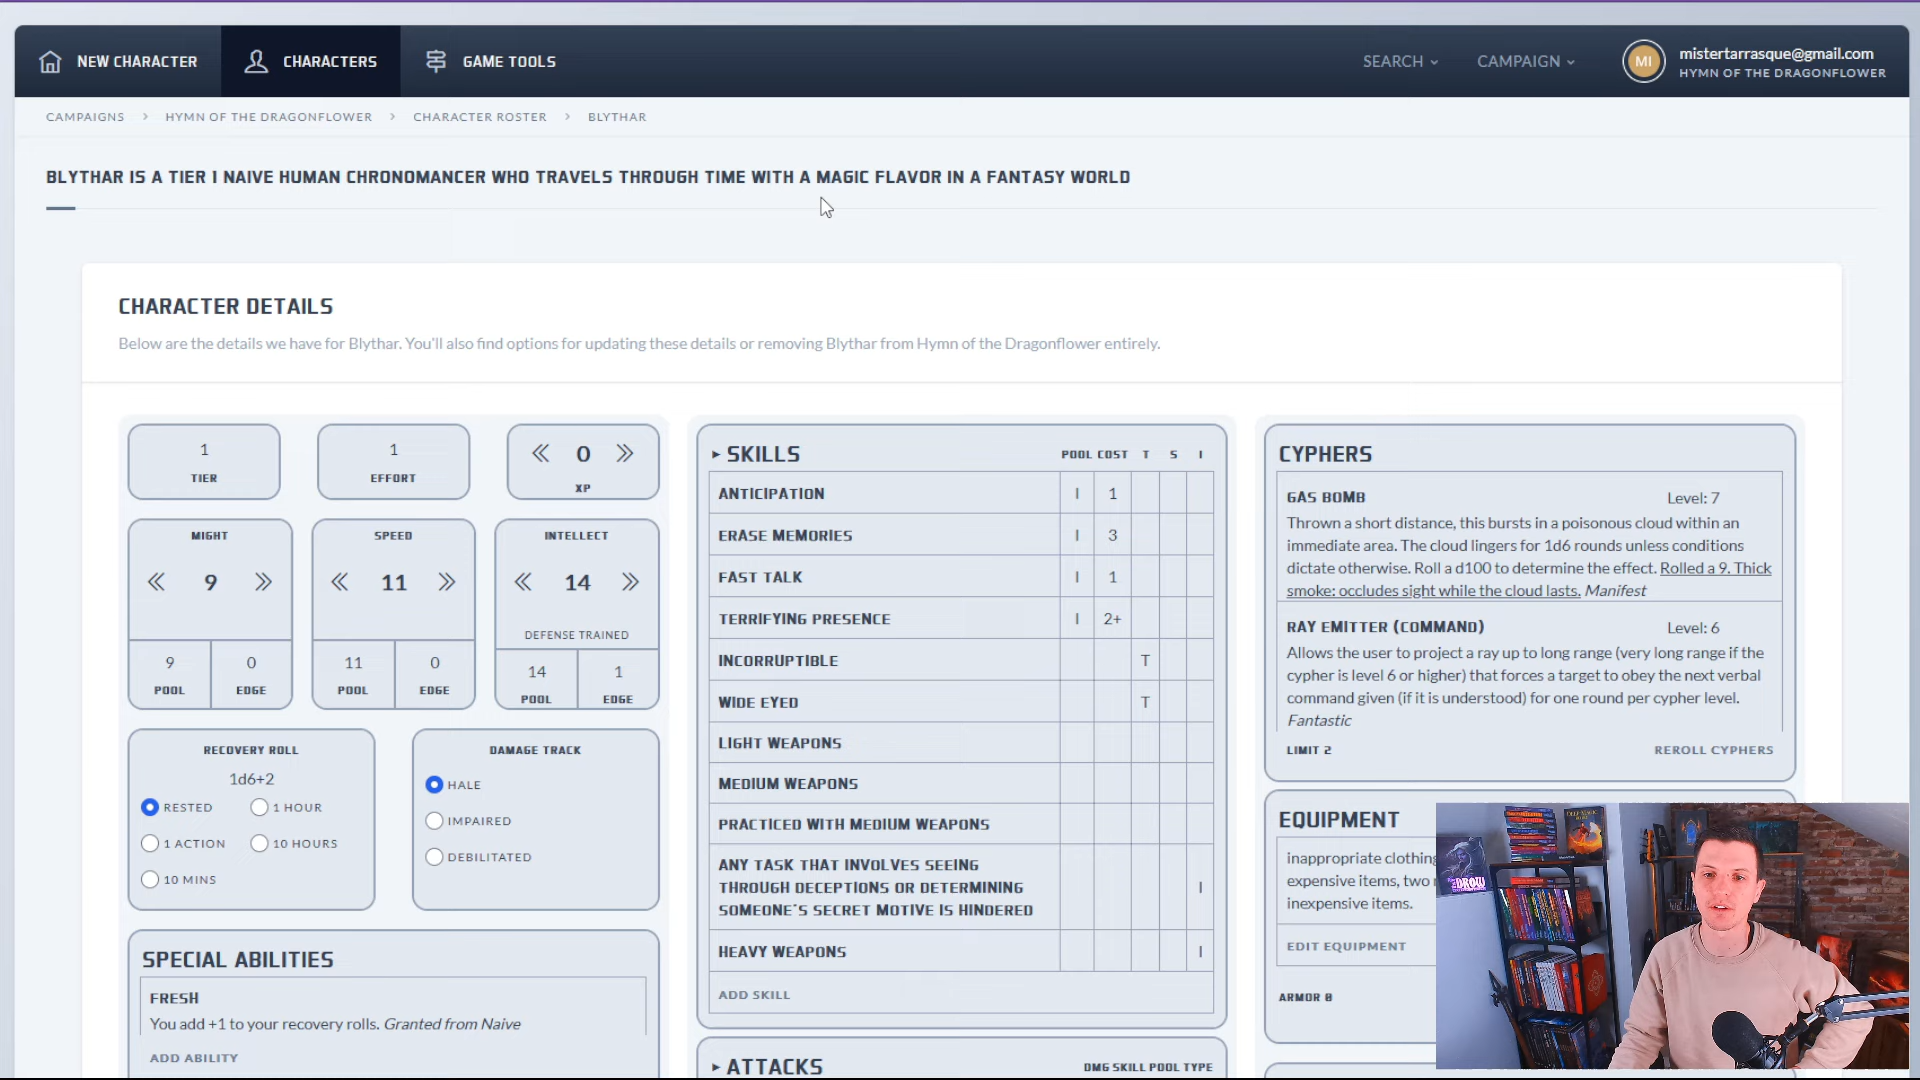 NEW CHARACTER
CHARACTERS
GAME TOOLS
SEARCH
CAMPAIGN
MI
mistertarrasque@gmail.com
HYMN OF THE DRAGONFLOWER
CAMPAIGNS > HYMN OF THE DRAGONFLOWER > CHARACTER ROSTER > BLYTHAR
BLYTHAR IS A TIER 1 NAIVE HUMAN CHRONOMANCER WHO TRAVELS THROUGH TIME WITH A MAGIC FLAVOR IN A FANTASY WORLD
CHARACTER DETAILS
Below are the details we have for Blythar. You'll also find options for updating these details or removing Blythar from Hymn of the Dragonflower entirely.
1
TIER
1
EFFORT
0
XP
MIGHT
9
9 0
POOL EDGE
SPEED
11
11 0
POOL EDGE
INTELLECT
14
DEFENSE TRAINED
14 1
POOL EDGE
RECOVERY ROLL
1d6+2
RESTED 1 HOUR
1 ACTION 10 HOURS
10 MINS
DAMAGE TRACK
HALE
IMPAIRED
DEBILITATED
SPECIAL ABILITIES
FRESH
You add +1 to your recovery rolls. Granted from Naive
ADD ABILITY
SKILLS POOL COST T S I
ANTICIPATION I 1
ERASE MEMORIES I 3
FAST TALK I 1
TERRIFYING PRESENCE I 2+
INCORRUPTIBLE T
WIDE EYED T
LIGHT WEAPONS
MEDIUM WEAPONS
PRACTICED WITH MEDIUM WEAPONS
ANY TASK THAT INVOLVES SEEING
THROUGH DECEPTIONS OR DETERMINING
SOMEONE'S SECRET MOTIVE IS HINDERED I
HEAVY WEAPONS I
ADD SKILL
ATTACKS DMG SKILL POOL TYPE
CYPHERS
GAS BOMB Level: 7
Thrown a short distance, this bursts in a poisonous cloud within an
immediate area. The cloud lingers for 1d6 rounds unless conditions
dictate otherwise. Roll a d100 to determine the effect. Rolled a 9. Thick
smoke: occludes sight while the cloud lasts. Manifest
RAY EMITTER (COMMAND) Level: 6
Allows the user to project a ray up to long range (very long range if the
cypher is level 6 or higher) that forces a target to obey the next verbal
command given (if it is understood) for one round per cypher level.
Fantastic
LIMIT 2 REROLL CYPHERS
EQUIPMENT
inappropriate clothing
expensive items, two
inexpensive items.
EDIT EQUIPMENT
ARMOR 0
DROW